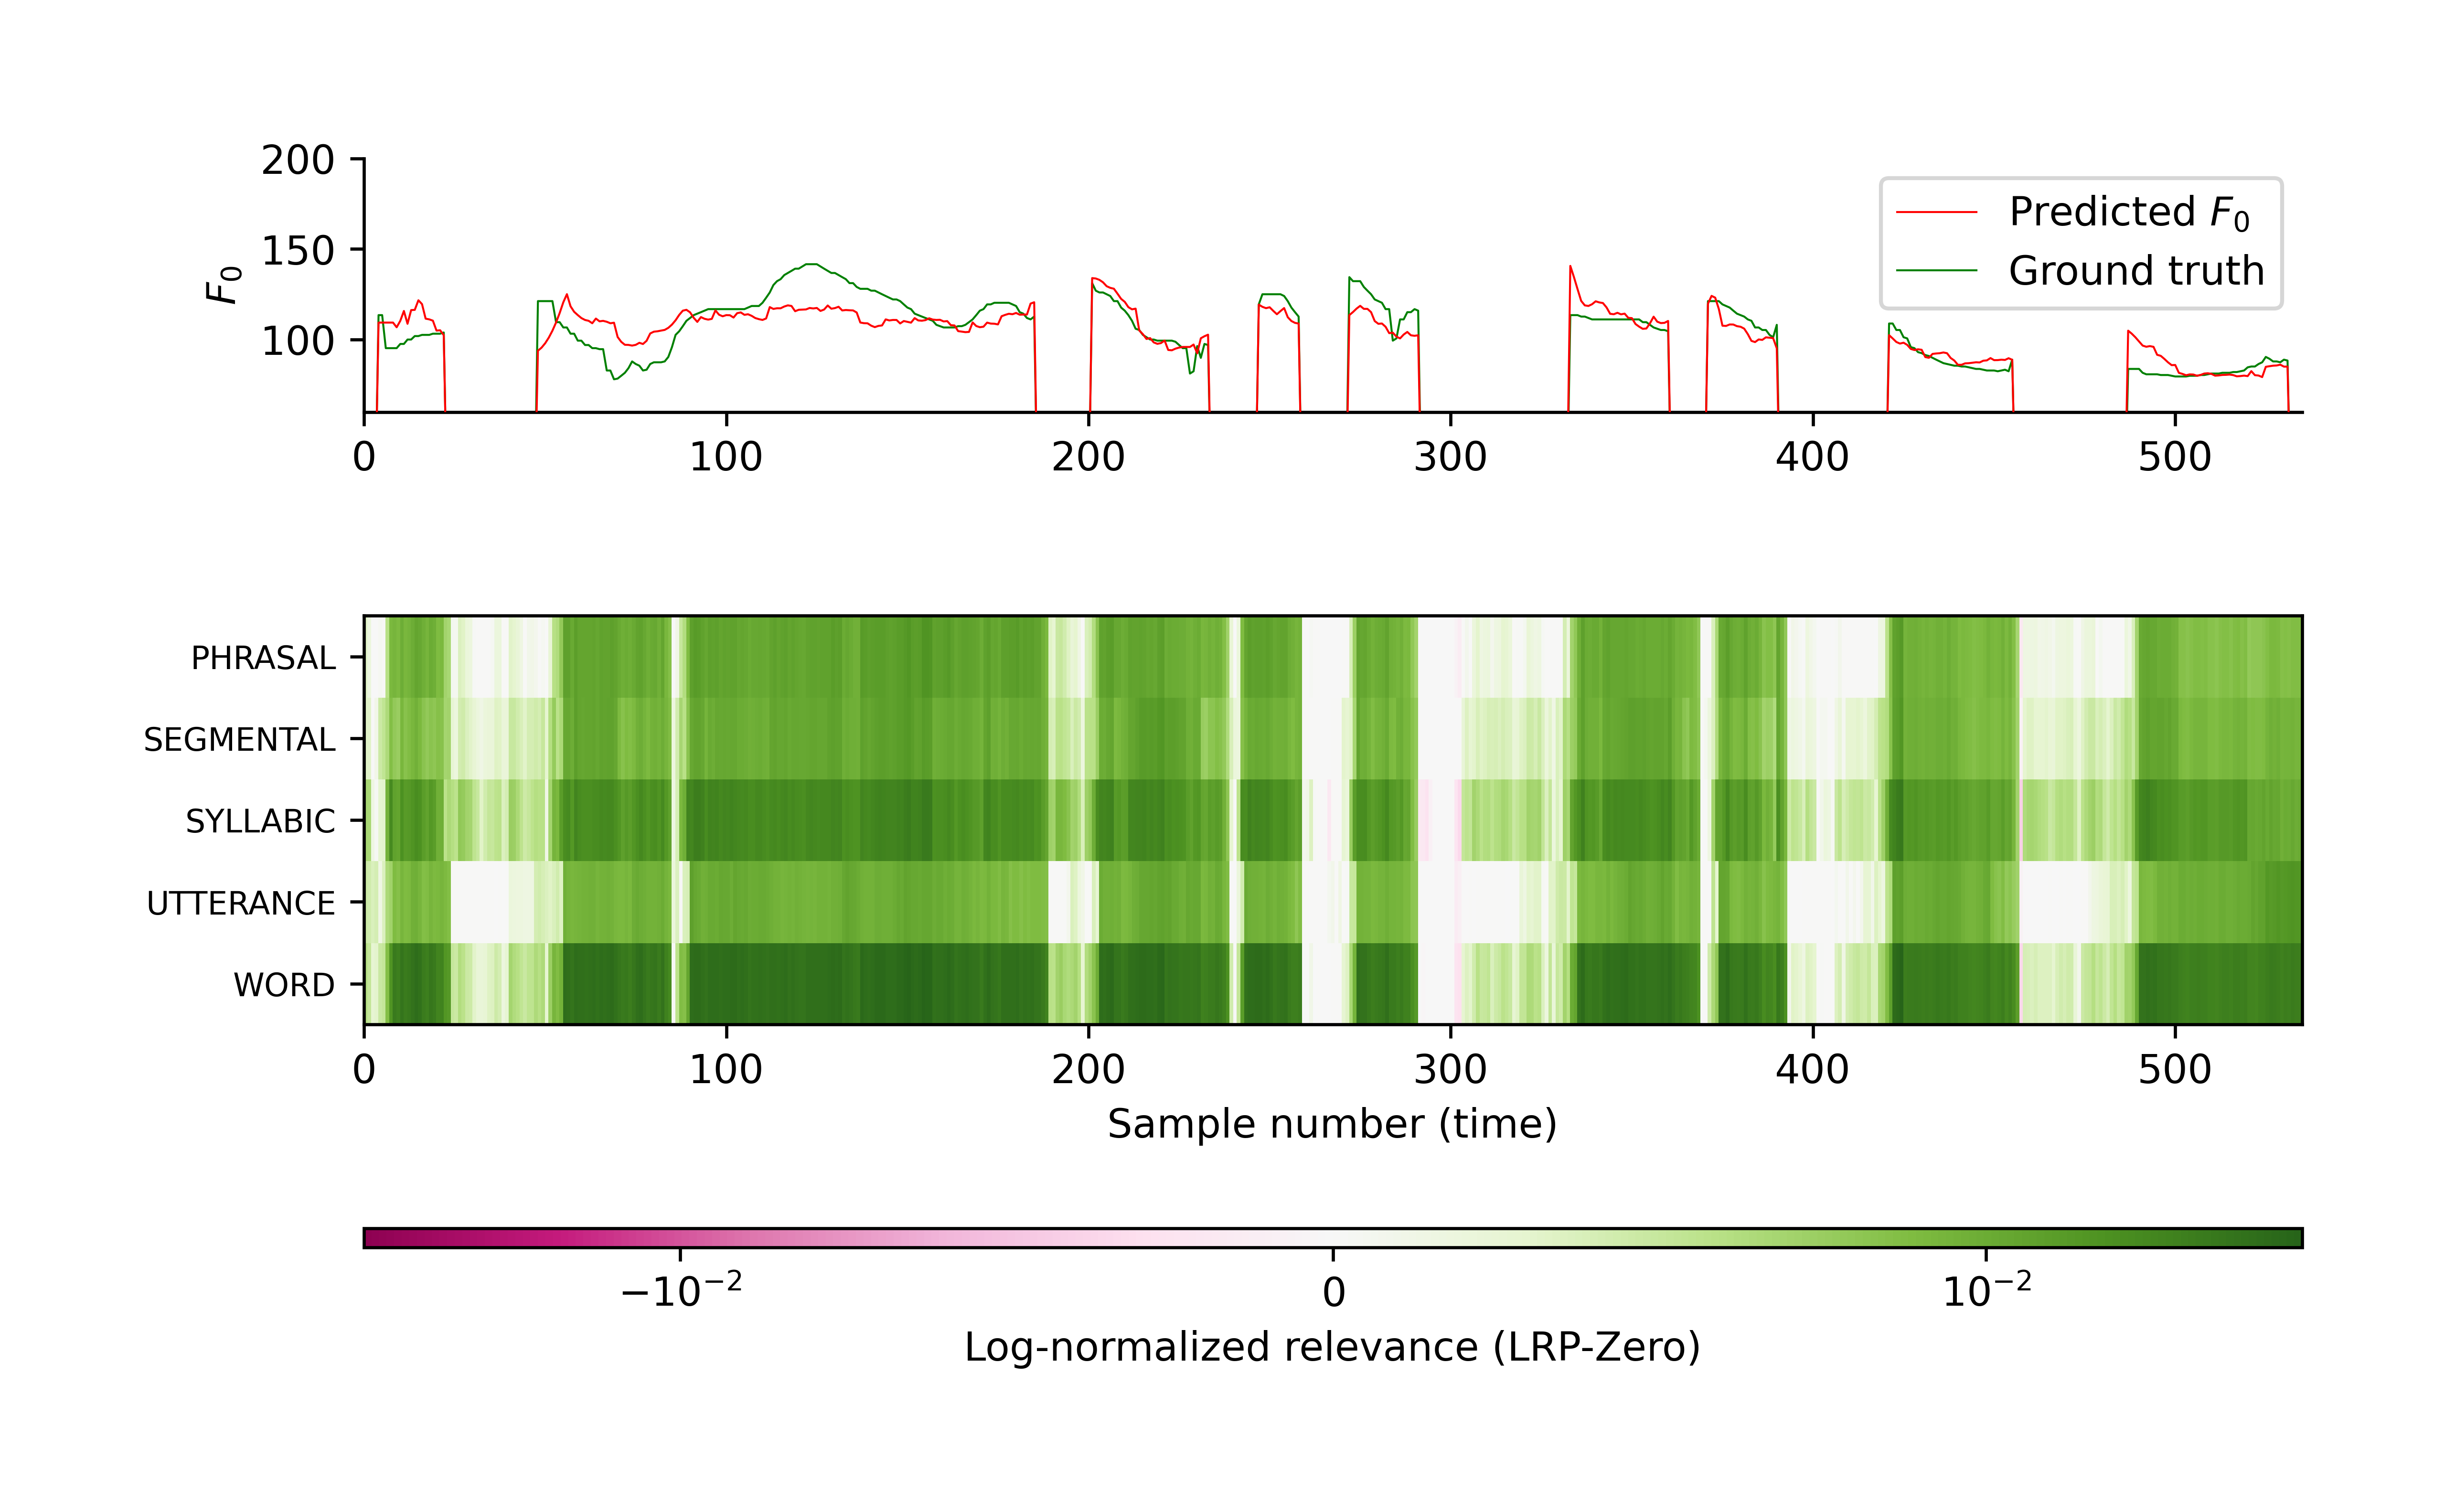 200
150
100
F₀
Predicted F₀
Ground truth
0 100 200 300 400 500
PHRASAL
SEGMENTAL
SYLLABIC
UTTERANCE
WORD
0 100 200 300 400 500
Sample number (time)
−10⁻² 0 10⁻²
Log-normalized relevance (LRP-Zero)